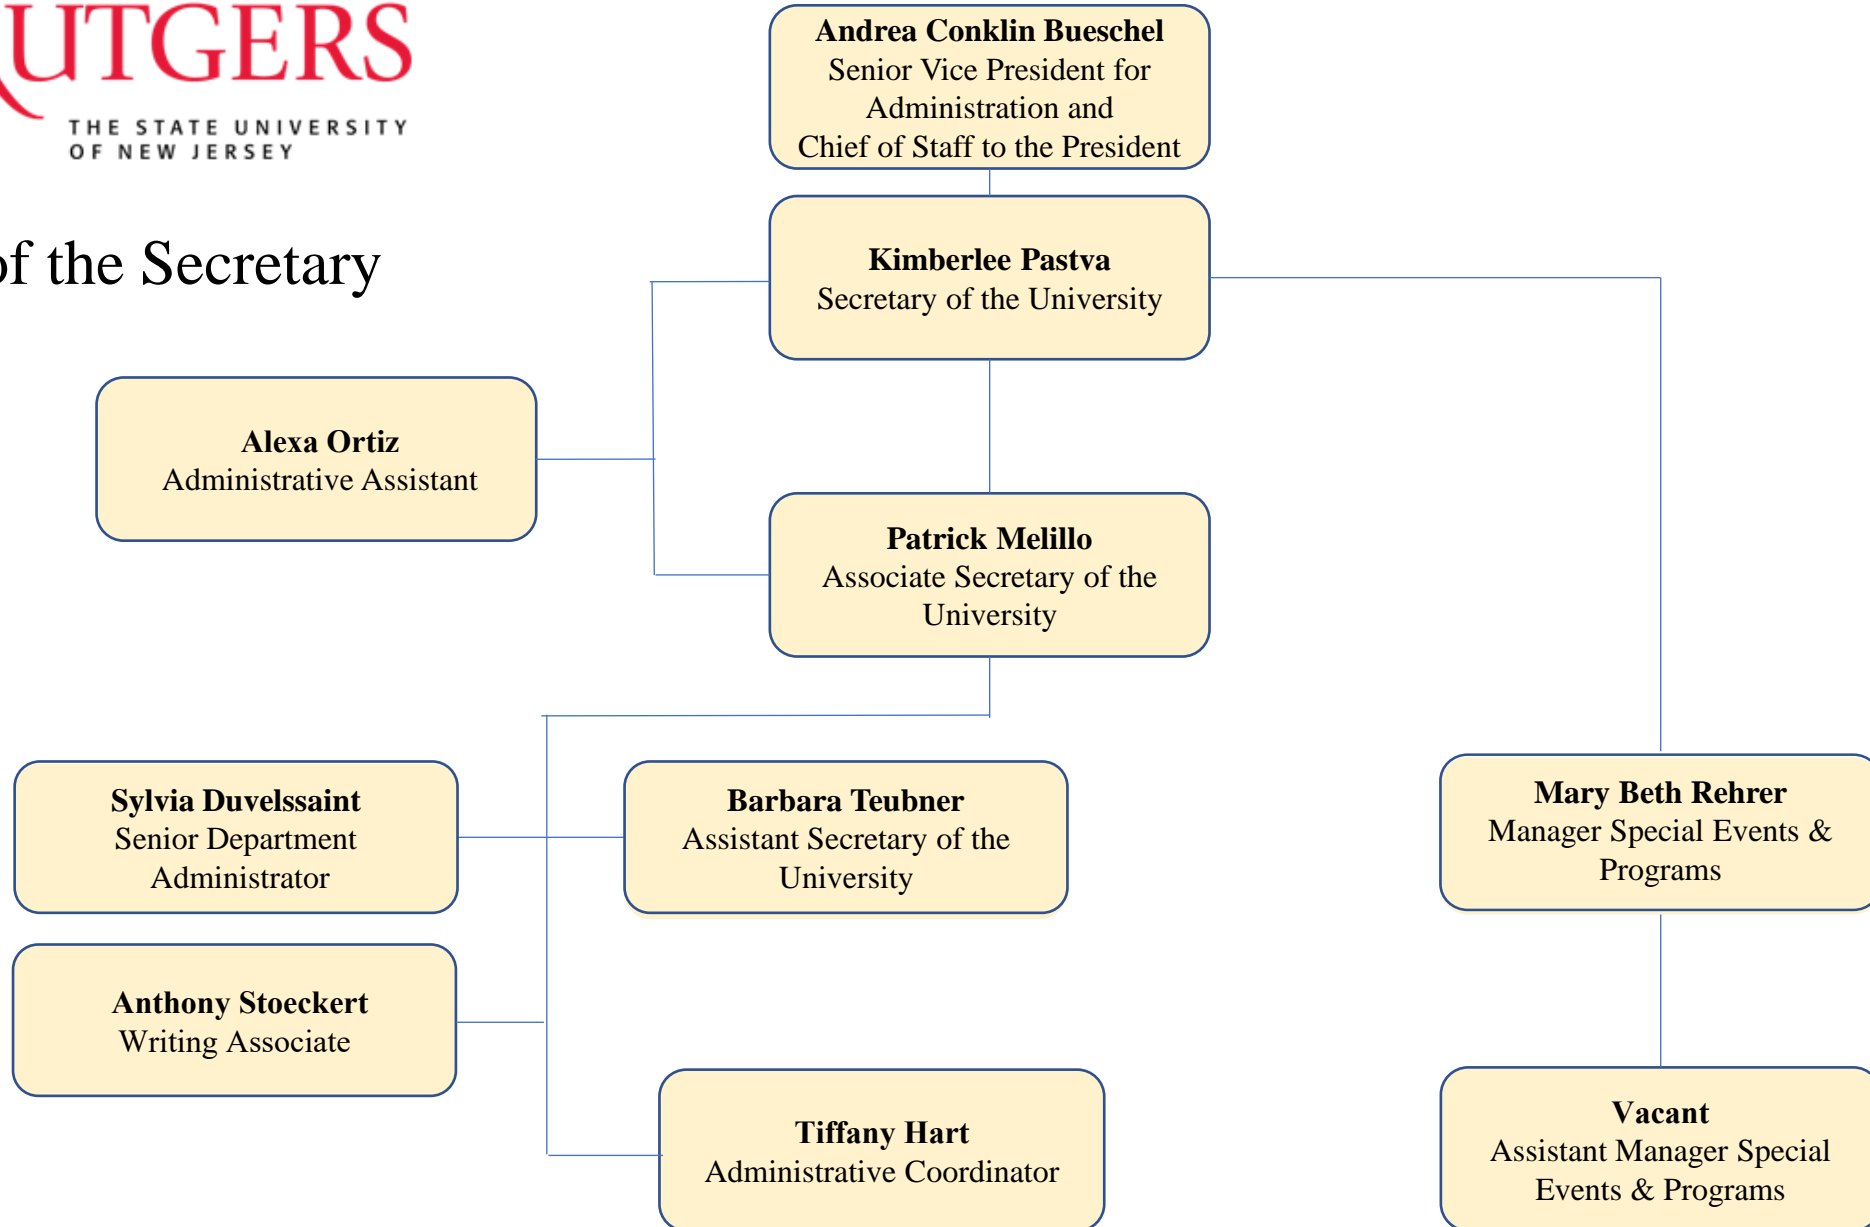 UTGERS
THE STATE UNIVERSITY
OF NEW JERSEY
of the Secretary
Andrea Conklin Bueschel
Senior Vice President for
Administration and
Chief of Staff to the President
Kimberlee Pastva
Secretary of the University
Alexa Ortiz
Administrative Assistant
Patrick Melillo
Associate Secretary of the
University
Sylvia Duvelssaint
Senior Department
Administrator
Barbara Teubner
Assistant Secretary of the
University
Mary Beth Rehrer
Manager Special Events &
Programs
Anthony Stoeckert
Writing Associate
Tiffany Hart
Administrative Coordinator
Vacant
Assistant Manager Special
Events & Programs